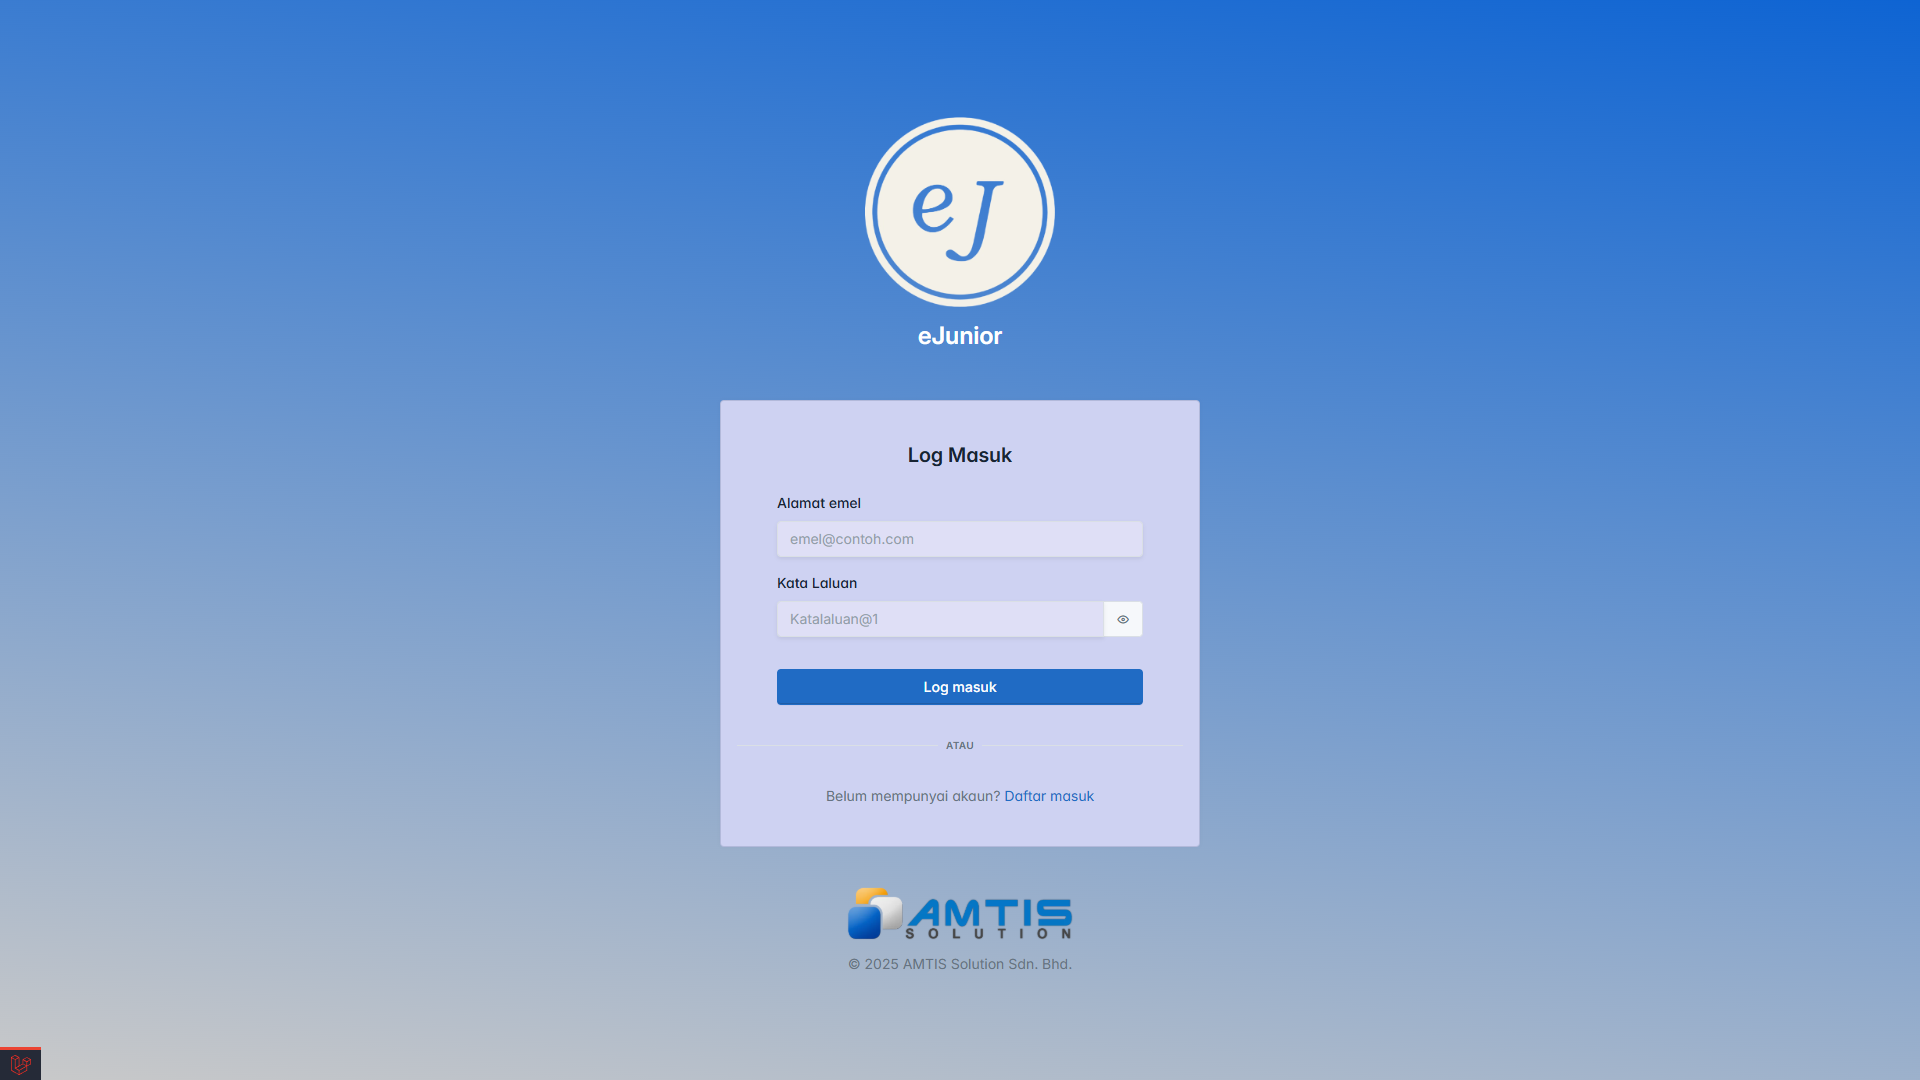 eJ
eJunior
Log Masuk
Alamat emel
emel@contoh.com
Kata Laluan
Katalaluan@1
Log masuk
ATAU
Belum mempunyai akaun? Daftar masuk
AMTIS
SOLUTION
© 2025 AMTIS Solution Sdn. Bhd.